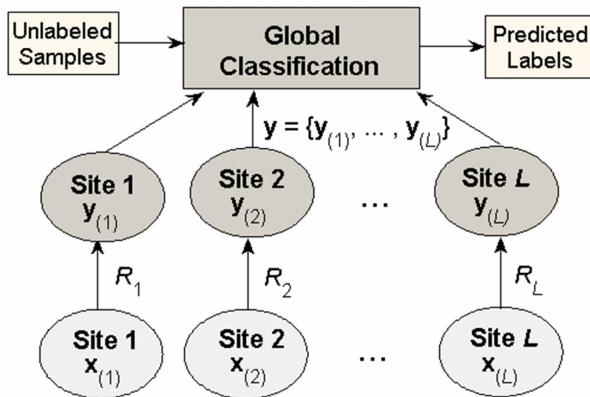 Unlabeled
Samples
Global
Classification
Predicted
Labels
y = {y(1), ... , y(L)}
Site 1
y(1)
Site 2
y(2)
...
Site L
y(L)
R1
R2
RL
Site 1
x(1)
Site 2
x(2)
...
Site L
x(L)